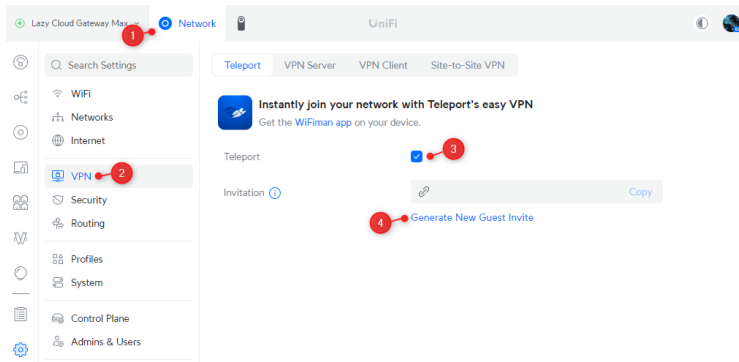 Lazy Cloud Gateway Max
Network
UniFi
1
Search Settings
Teleport
VPN Server
VPN Client
Site-to-Site VPN
WiFi
Networks
Internet
Instantly join your network with Teleport's easy VPN
Get the WiFiman app on your device.
Teleport
3
VPN
2
Invitation
Copy
Security
4
Generate New Guest Invite
Routing
Profiles
System
Control Plane
Admins & Users